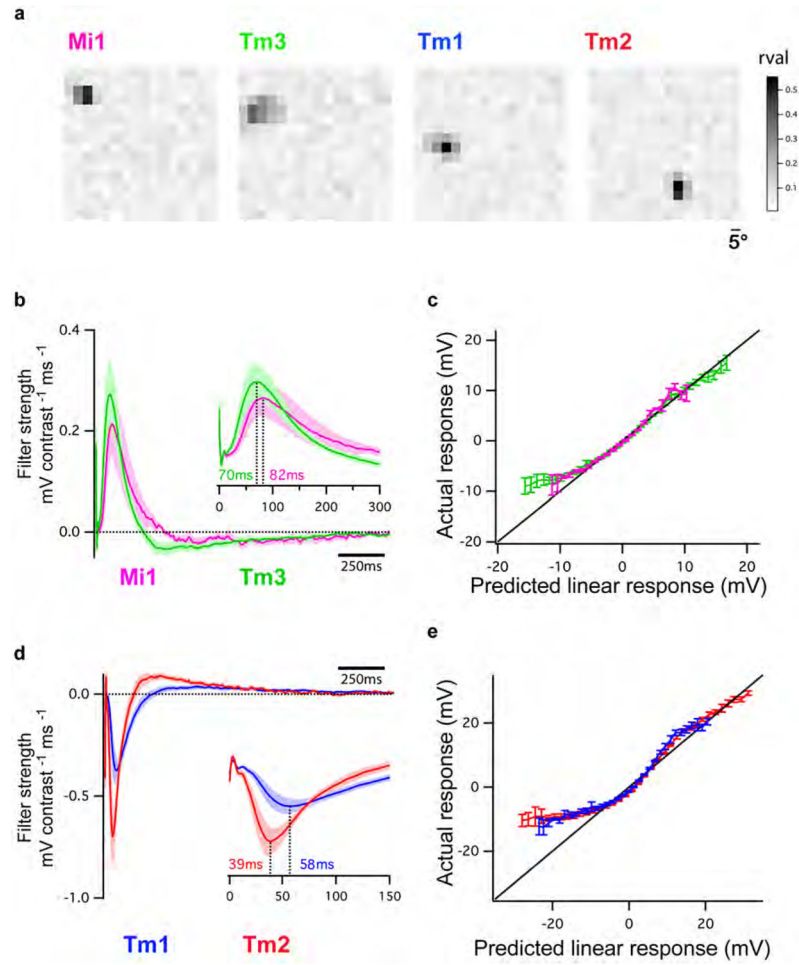 a
Mi1 Tm3 Tm1 Tm2
rval
0.5
0.4
0.3
0.2
0.1
5°
b
Filter strength
mV contrast -1 ms -1
0.4
0.2
0.0
70ms 82ms
0 100 200 300
250ms
Mi1 Tm3
c
Actual response (mV)
20
10
0
-10
-20
-20 -10 0 10 20
Predicted linear response (mV)
d
Filter strength
mV contrast -1 ms -1
250ms
0.0
-0.5
-1.0
39ms 58ms
0 50 100 150
Tm1 Tm2
e
Actual response (mV)
20
0
-20
-20 0 20
Predicted linear response (mV)